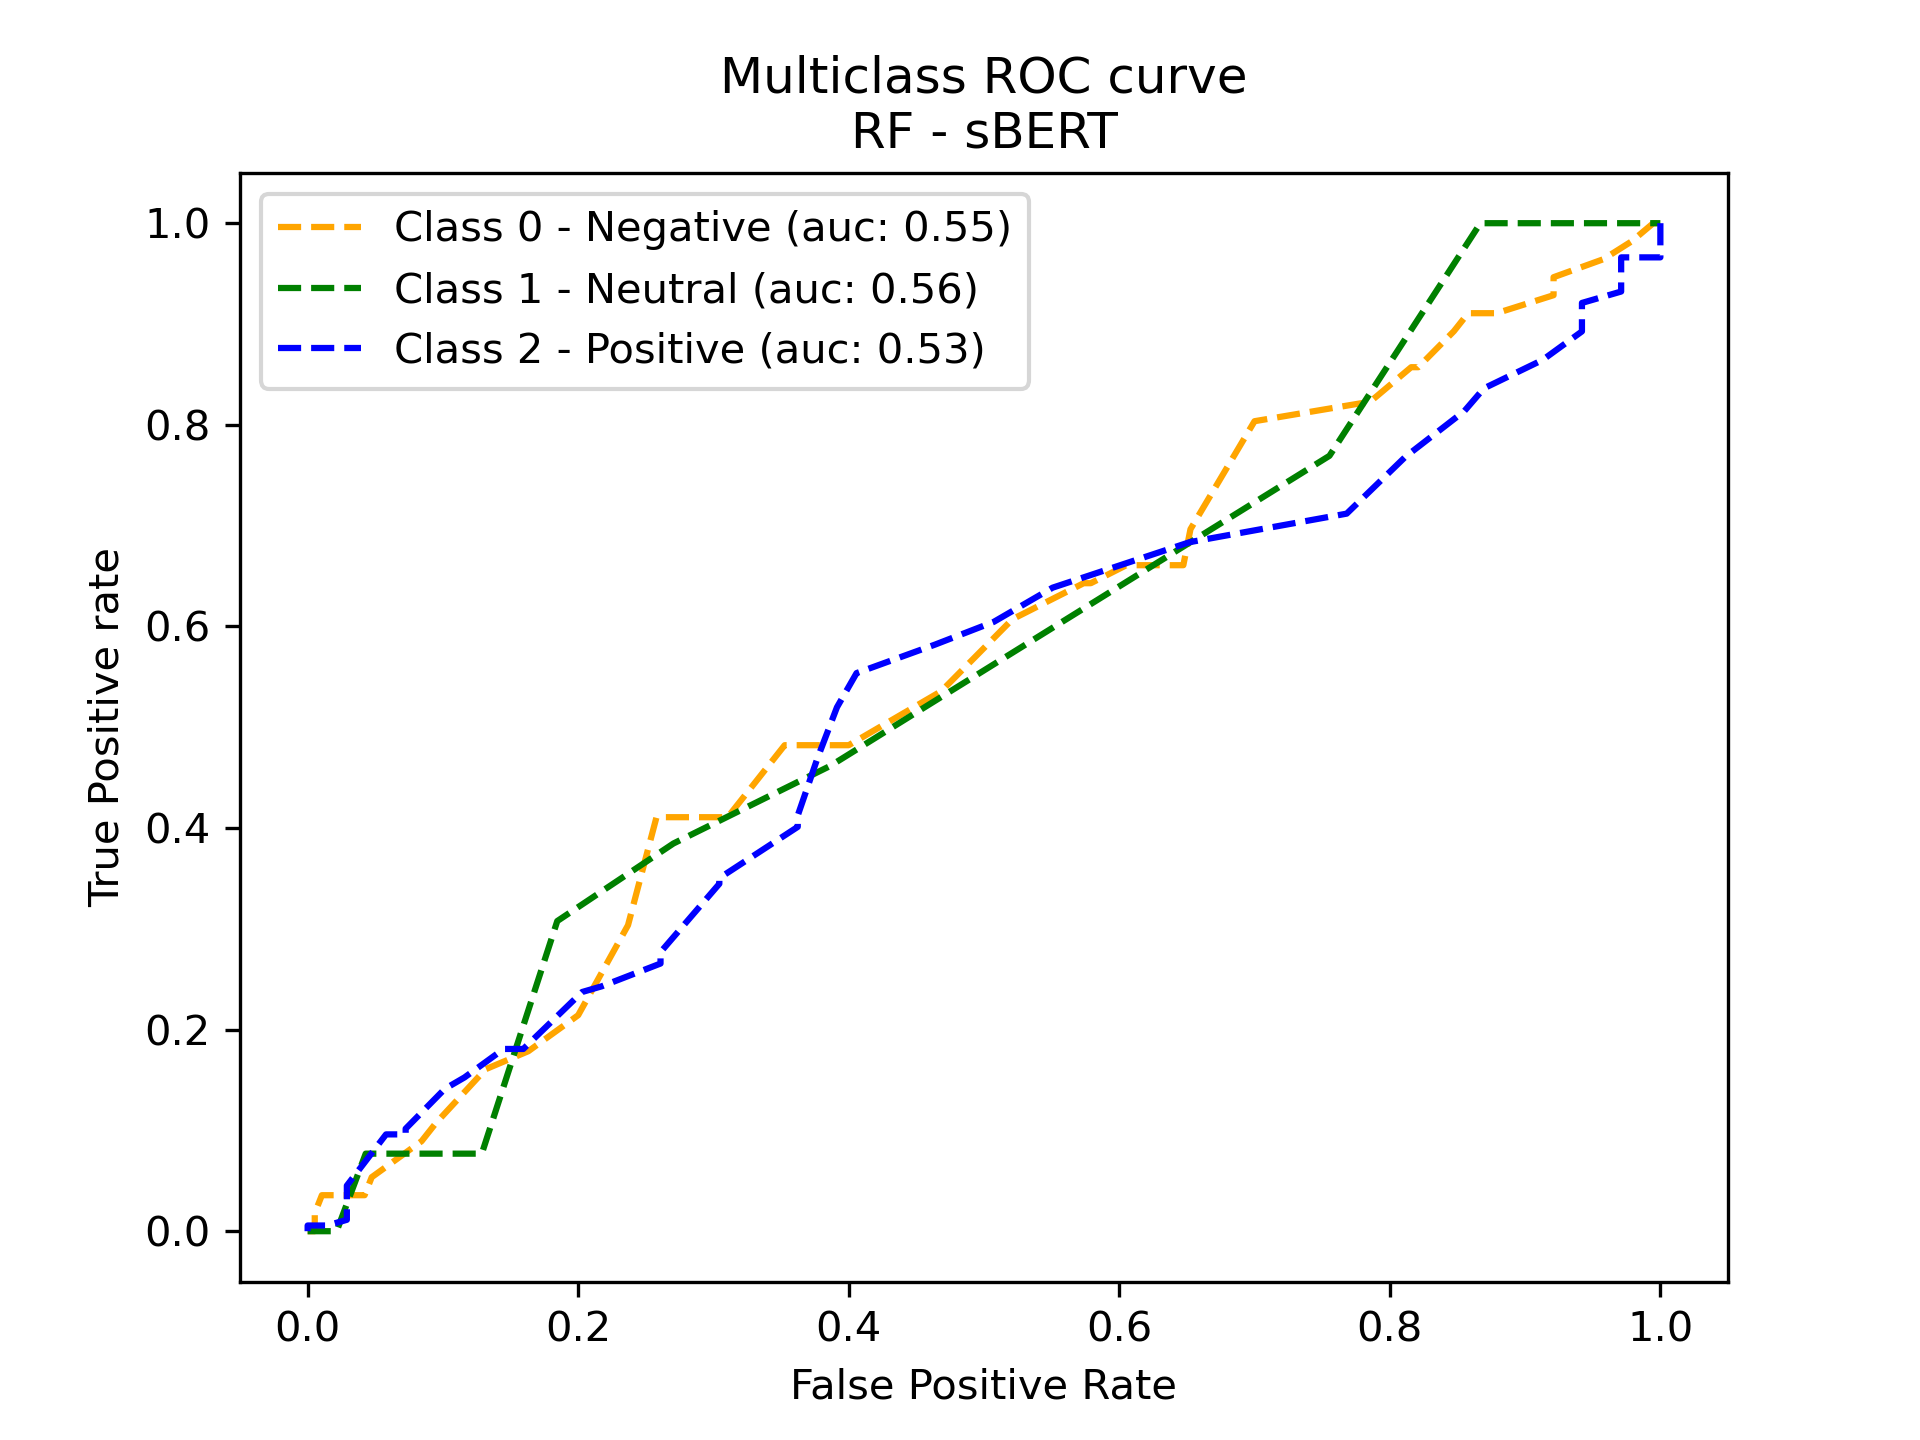 Multiclass ROC curve
RF - sBERT
Class 0 - Negative (auc: 0.55)
Class 1 - Neutral (auc: 0.56)
Class 2 - Positive (auc: 0.53)
1.0
0.8
0.6
0.4
0.2
0.0
True Positive rate
0.0 0.2 0.4 0.6 0.8 1.0
False Positive Rate